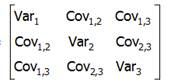 = Var1 Cov1,2 Cov1,3
Cov1,2 Var2 Cov2,3
Cov1,3 Cov2,3 Var3